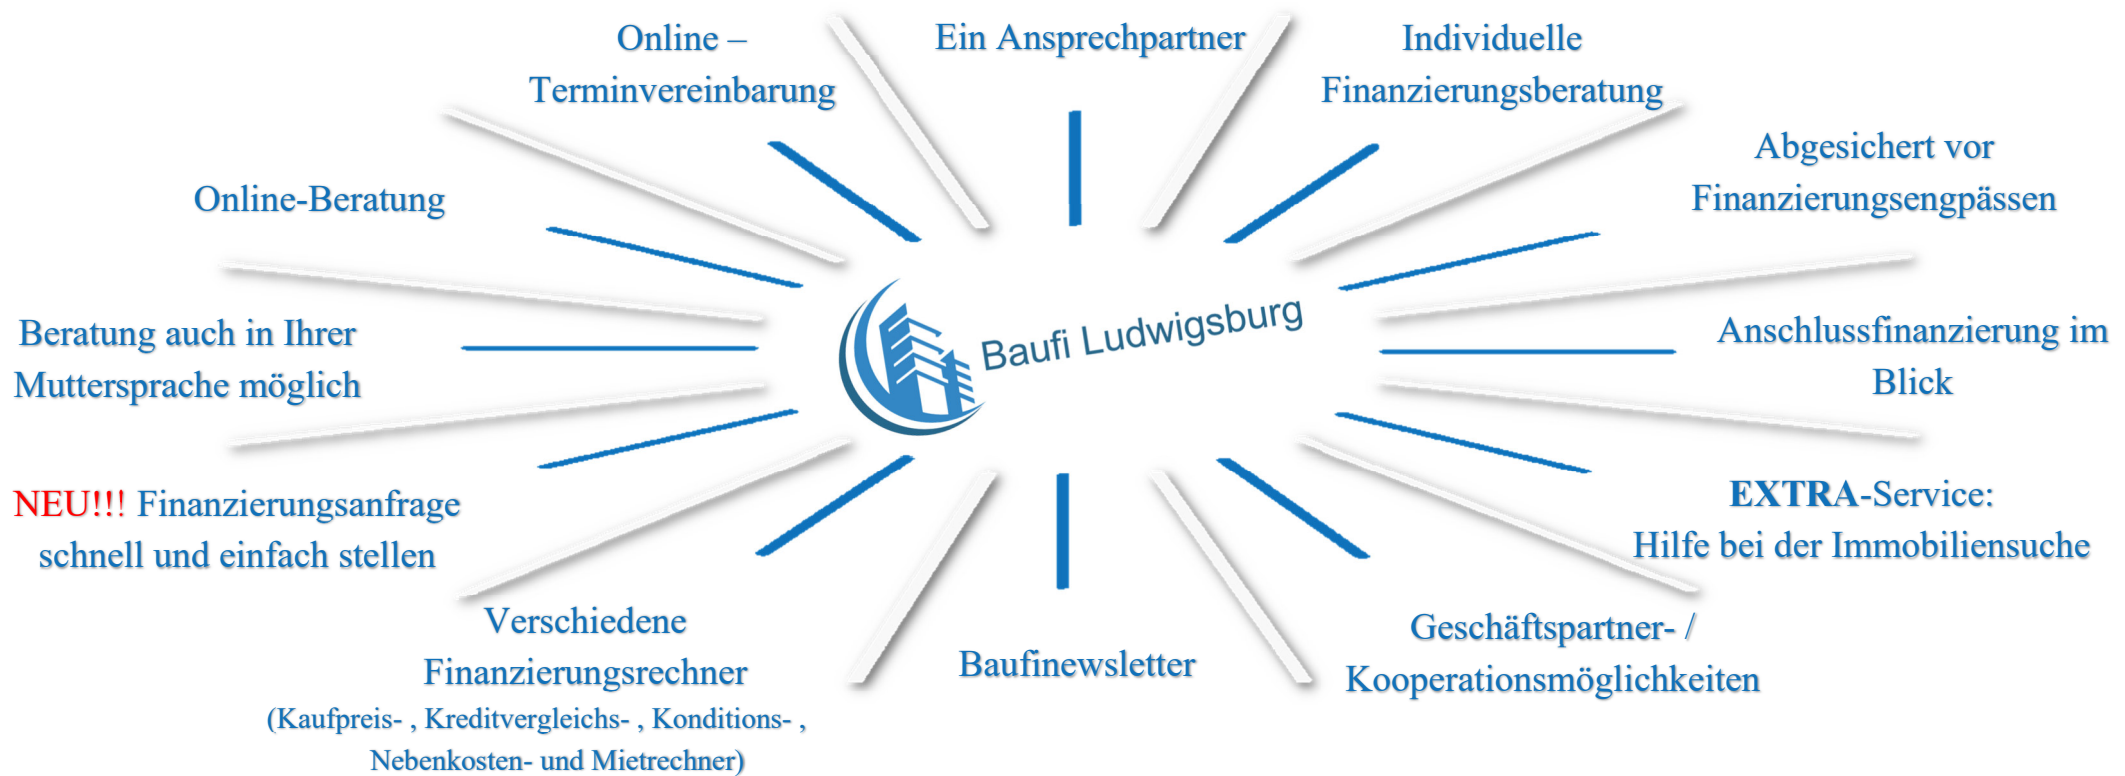 Online –
Terminvereinbarung
Ein Ansprechpartner
Individuelle
Finanzierungsberatung
Abgesichert vor
Finanzierungsengpässen
Online-Beratung
Beratung auch in Ihrer
Muttersprache möglich
Baufi Ludwigsburg
Anschlussfinanzierung im
Blick
NEU!!! Finanzierungsanfrage
schnell und einfach stellen
EXTRA-Service:
Hilfe bei der Immobiliensuche
Verschiedene
Finanzierungsrechner
(Kaufpreis- , Kreditvergleichs- , Konditions- ,
Nebenkosten- und Mietrechner)
Baufinewsletter
Geschäftspartner- /
Kooperationsmöglichkeiten